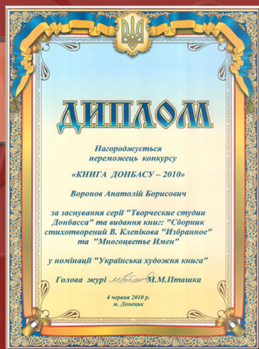 ДИПЛОМ
Нагороджується
переможець конкурсу
«КНИГА ДОНБАСУ – 2010»
Воронов Анатолій Борисович
за заснування серії "Творческие студии
Донбасса" та видання книг: "Сборник
стихотворений В. Клепікова "Избранное"
та "Многоцветье Имен"
у номінації "Українська художня книга"
Голова журі М.М.Пташка
4 червня 2010 р.
м. Донецьк